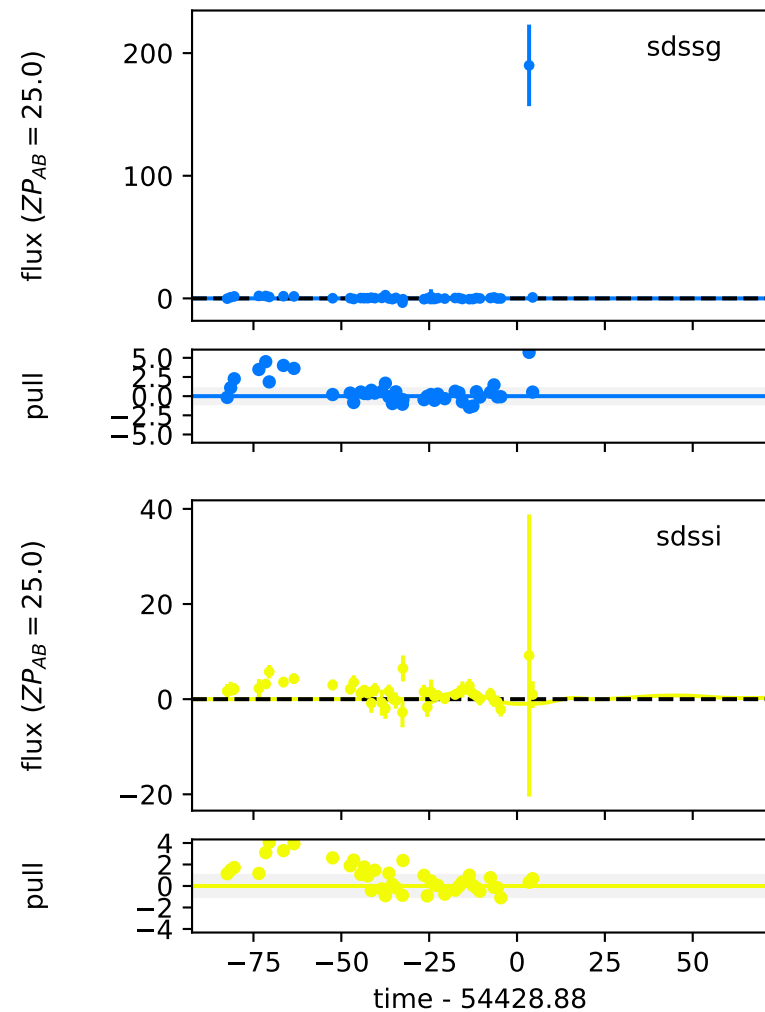 sdssg
flux (ZP_AB = 25.0)
200
100
0
pull
5.0
2.5
0.0
−2.5
−5.0
sdssi
flux (ZP_AB = 25.0)
40
20
0
−20
pull
4
2
0
−2
−4
−75 −50 −25 0 25 50
time - 54428.88